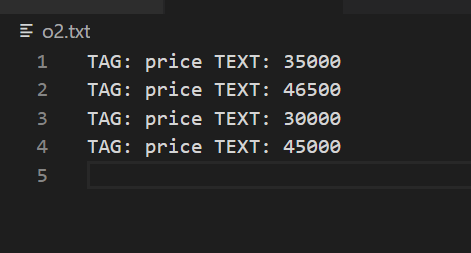 o2.txt
1 TAG: price TEXT: 35000
2 TAG: price TEXT: 46500
3 TAG: price TEXT: 30000
4 TAG: price TEXT: 45000
5